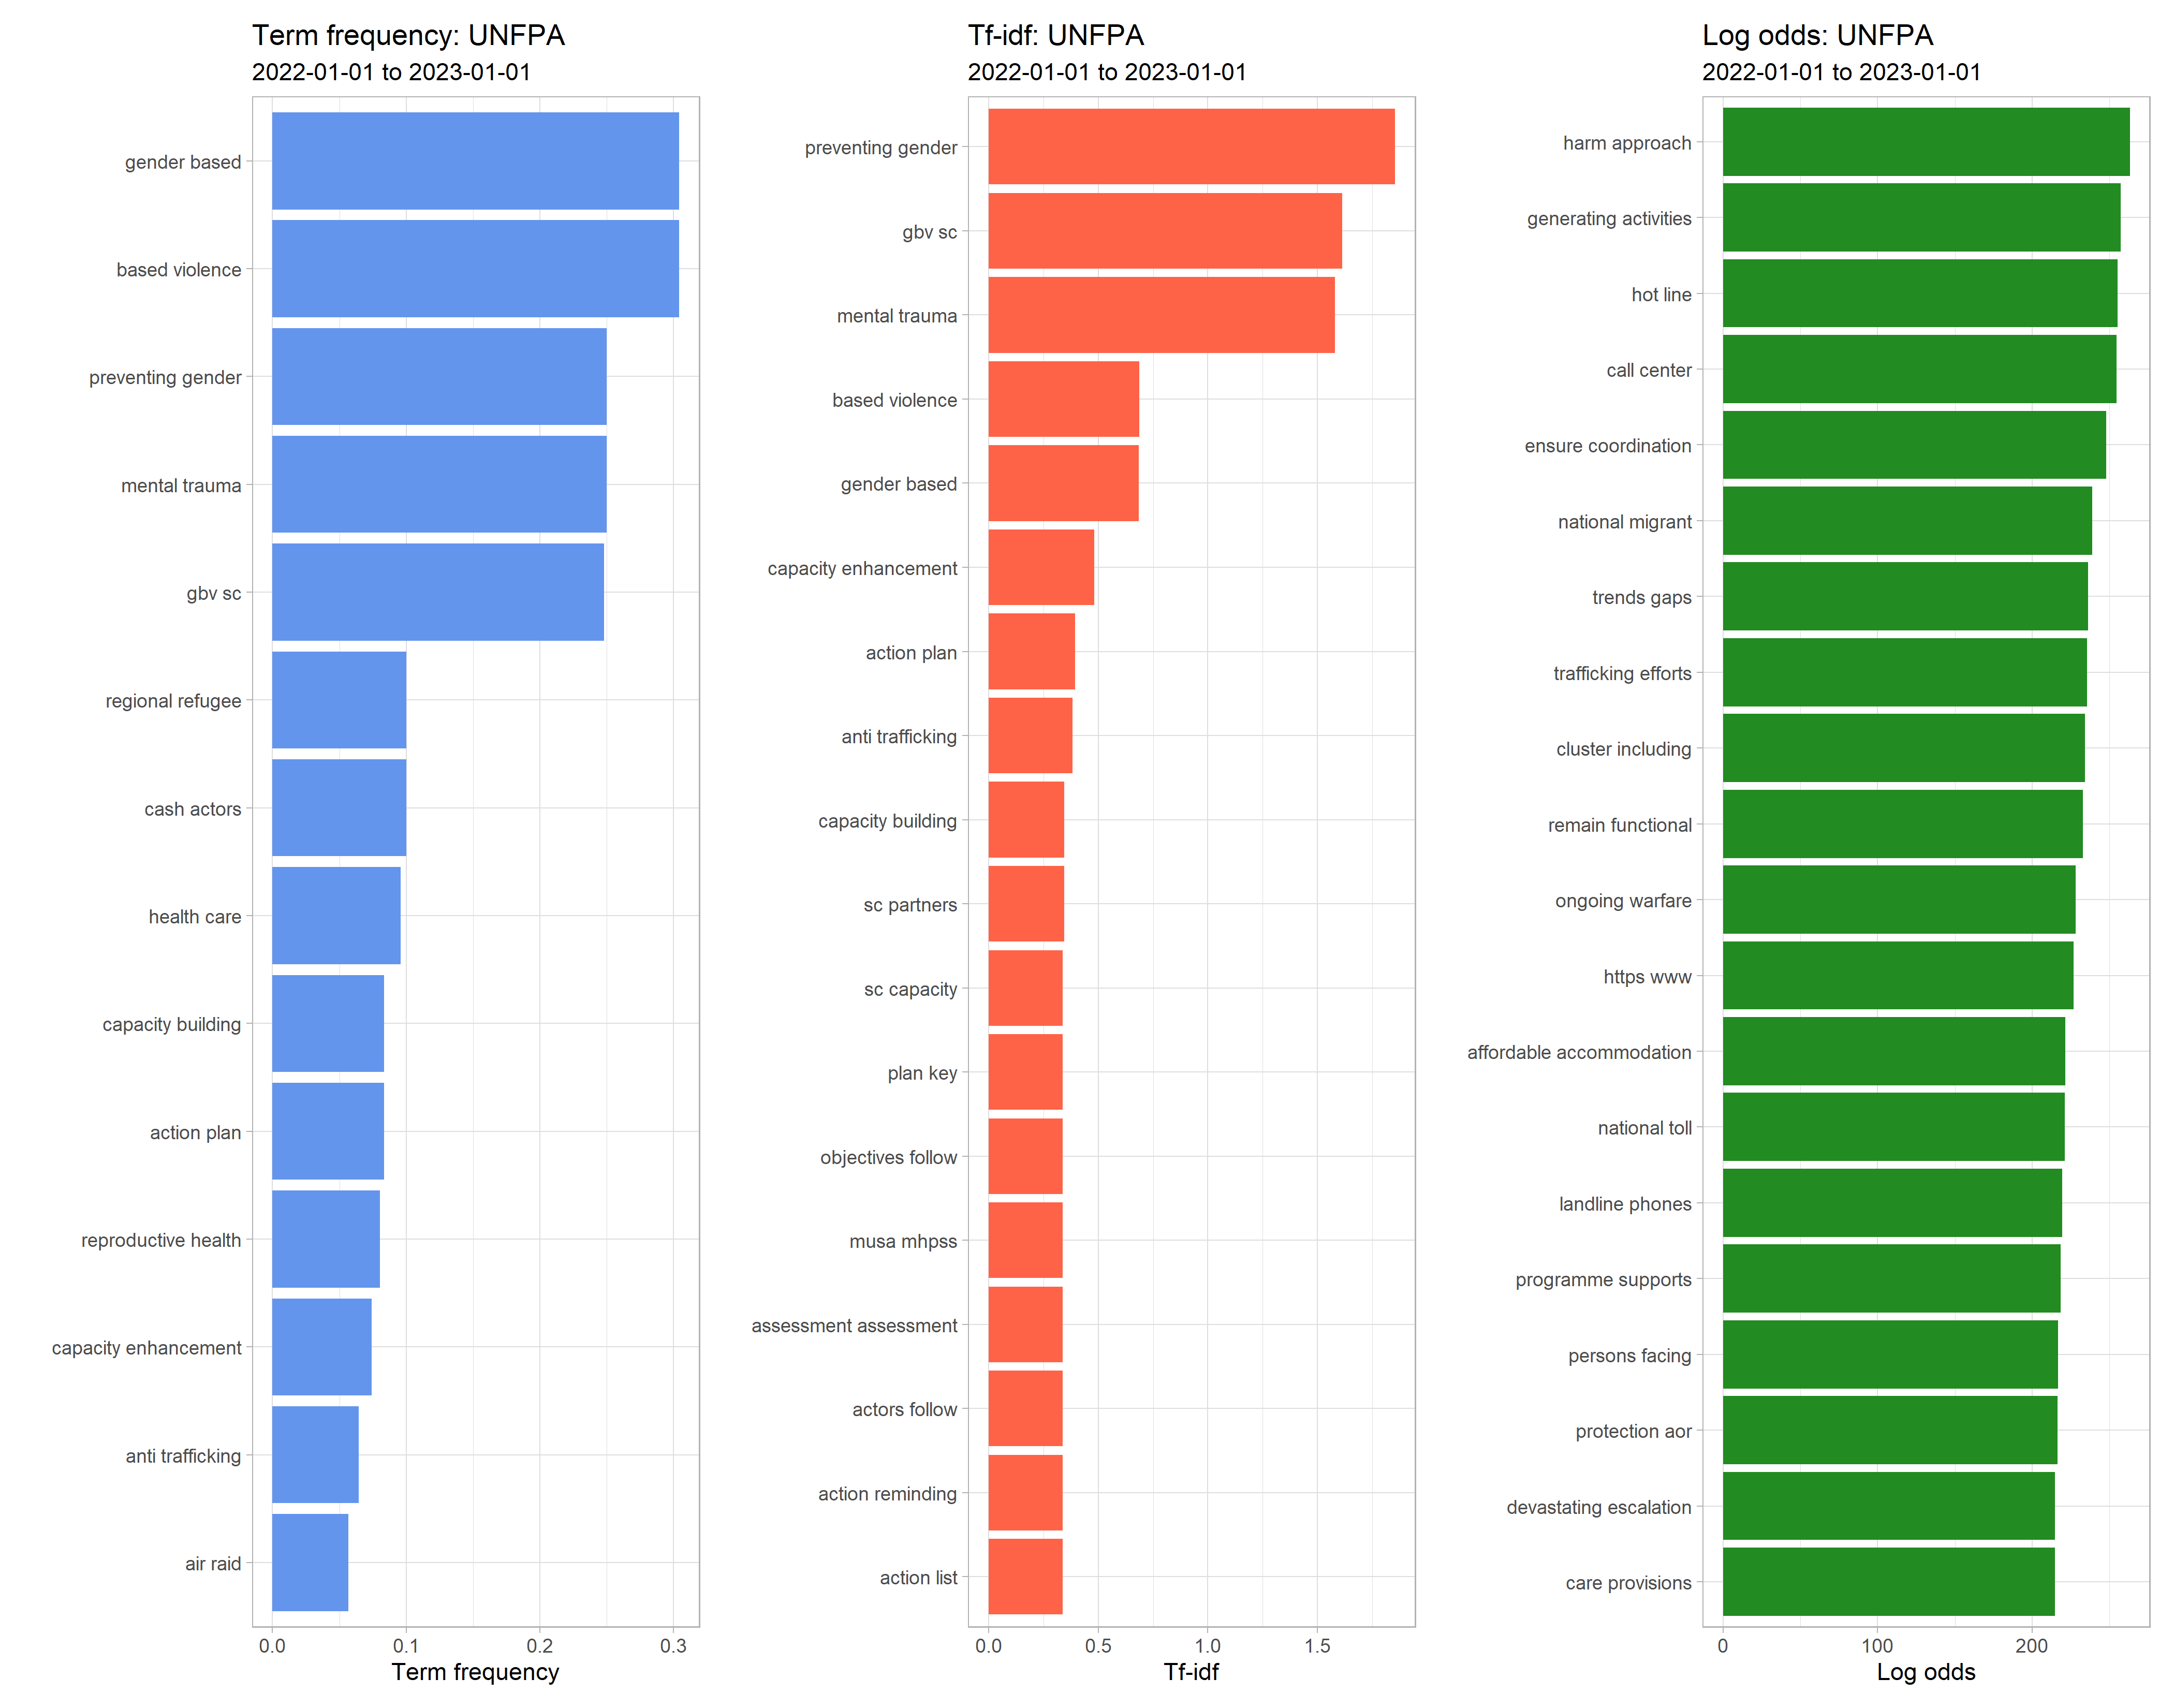 Term frequency: UNFPA
2022-01-01 to 2023-01-01
gender based
based violence
preventing gender
mental trauma
gbv sc
regional refugee
cash actors
health care
capacity building
action plan
reproductive health
capacity enhancement
anti trafficking
air raid
0.0 0.1 0.2 0.3
Term frequency
Tf-idf: UNFPA
2022-01-01 to 2023-01-01
preventing gender
gbv sc
mental trauma
based violence
gender based
capacity enhancement
action plan
anti trafficking
capacity building
sc partners
sc capacity
plan key
objectives follow
musa mhpss
assessment assessment
actors follow
action reminding
action list
0.0 0.5 1.0 1.5
Tf-idf
Log odds: UNFPA
2022-01-01 to 2023-01-01
harm approach
generating activities
hot line
call center
ensure coordination
national migrant
trends gaps
trafficking efforts
cluster including
remain functional
ongoing warfare
https www
affordable accommodation
national toll
landline phones
programme supports
persons facing
protection aor
devastating escalation
care provisions
0 100 200
Log odds